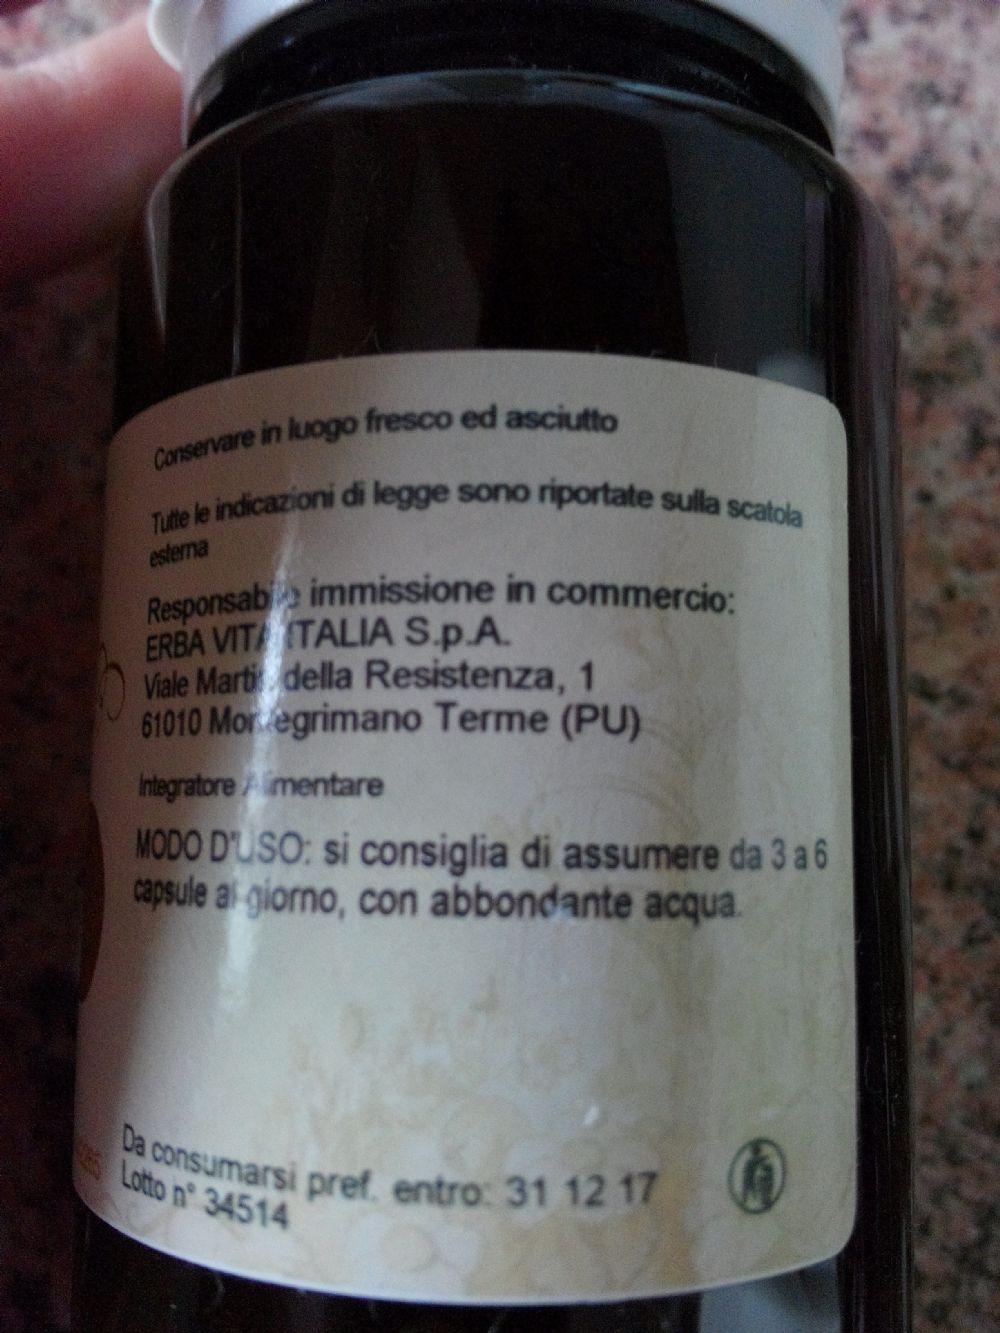 Conservare in luogo fresco ed asciutto
Tutte le indicazioni di legge sono riportate sulla scatola
esterna
Responsabile immissione in commercio:
ERBA VITA ITALIA S.p.A.
Viale Martiri della Resistenza, 1
61010 Montegrimano Terme (PU)
Integratore Alimentare
MODO D'USO: si consiglia di assumere da 3 a 6
capsule al giorno, con abbondante acqua.
Da consumarsi pref. entro: 31 12 17
Lotto n° 34514